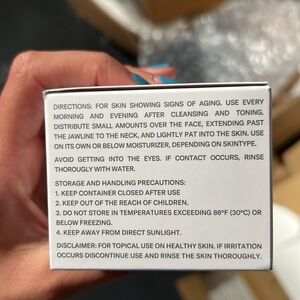 DIRECTIONS: FOR SKIN SHOWING SIGNS OF AGING. USE EVERY
MORNING AND EVENING AFTER CLEANSING AND TONING.
DISTRIBUTE SMALL AMOUNTS OVER THE FACE, EXTENDING PAST
THE JAWLINE TO THE NECK, AND LIGHTLY PAT INTO THE SKIN. USE
ON ITS OWN OR BELOW MOISTURIZER, DEPENDING ON SKINTYPE.
AVOID GETTING INTO THE EYES. IF CONTACT OCCURS, RINSE
THOROUGLY WITH WATER.
STORAGE AND HANDLING PRECAUTIONS:
1. KEEP CONTAINER CLOSED AFTER USE
2. KEEP OUT OF THE REACH OF CHILDREN.
3. DO NOT STORE IN TEMPERATURES EXCEEDING 86°F (30°C) OR
BELOW FREEZING.
4. KEEP AWAY FROM DIRECT SUNLIGHT.
DISCLAIMER: FOR TOPICAL USE ON HEALTHY SKIN. IF IRRITATION
OCCURS DISCONTINUE USE AND RINSE THE SKIN THOROUGHLY.